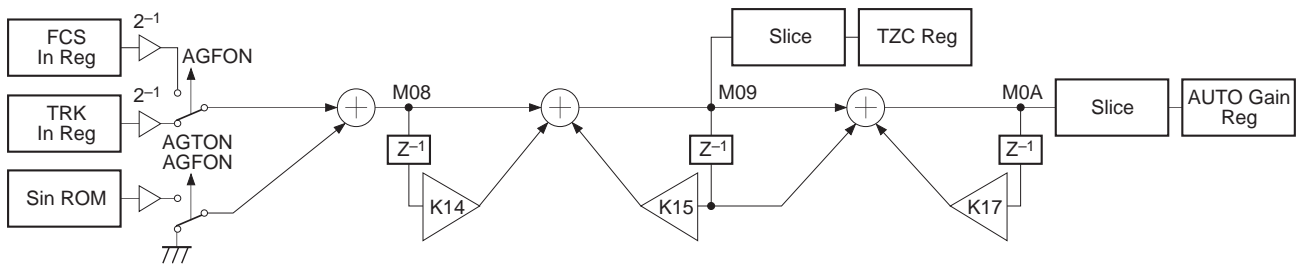 FCS
In Reg
2–1
AGFON
TRK
In Reg
2–1
AGTON
AGFON
Sin ROM
M08
Z–1
K14
Slice
TZC Reg
M09
Z–1
K15
M0A
Z–1
K17
Slice
AUTO Gain
Reg